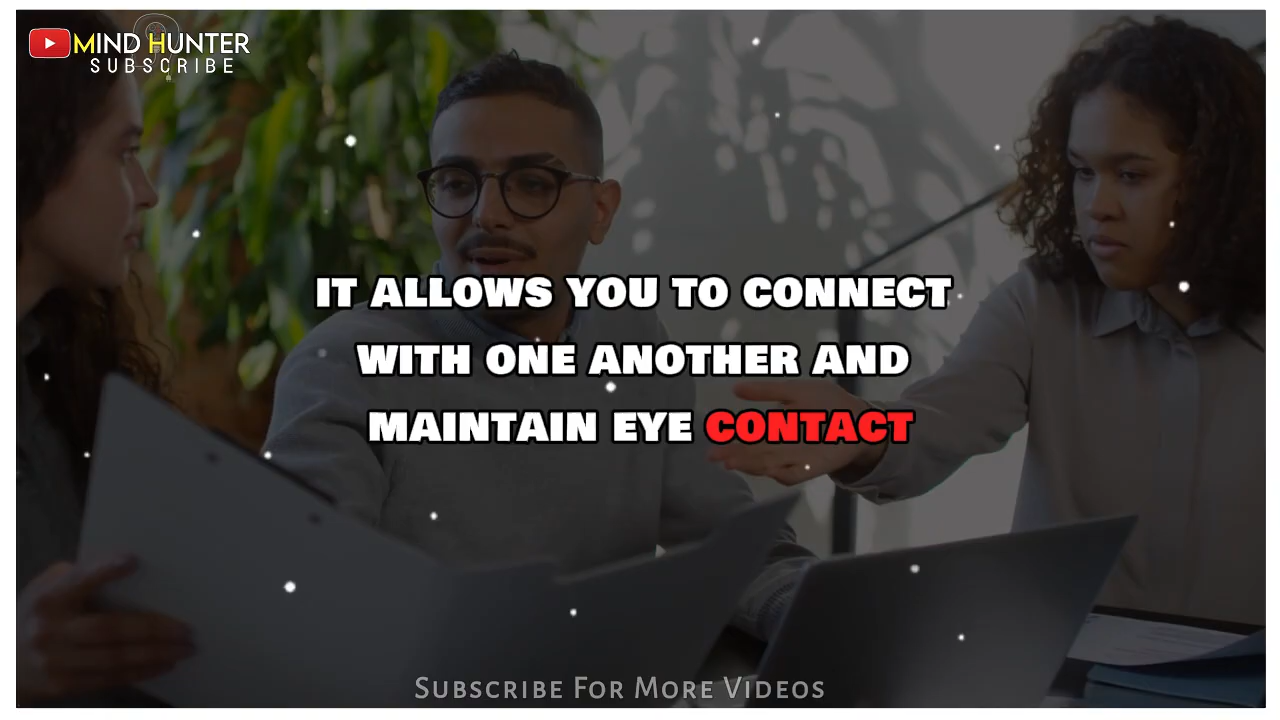 MIND HUNTER
SUBSCRIBE
IT ALLOWS YOU TO CONNECT
WITH ONE ANOTHER AND
MAINTAIN EYE CONTACT
SUBSCRIBE FOR MORE VIDEOS